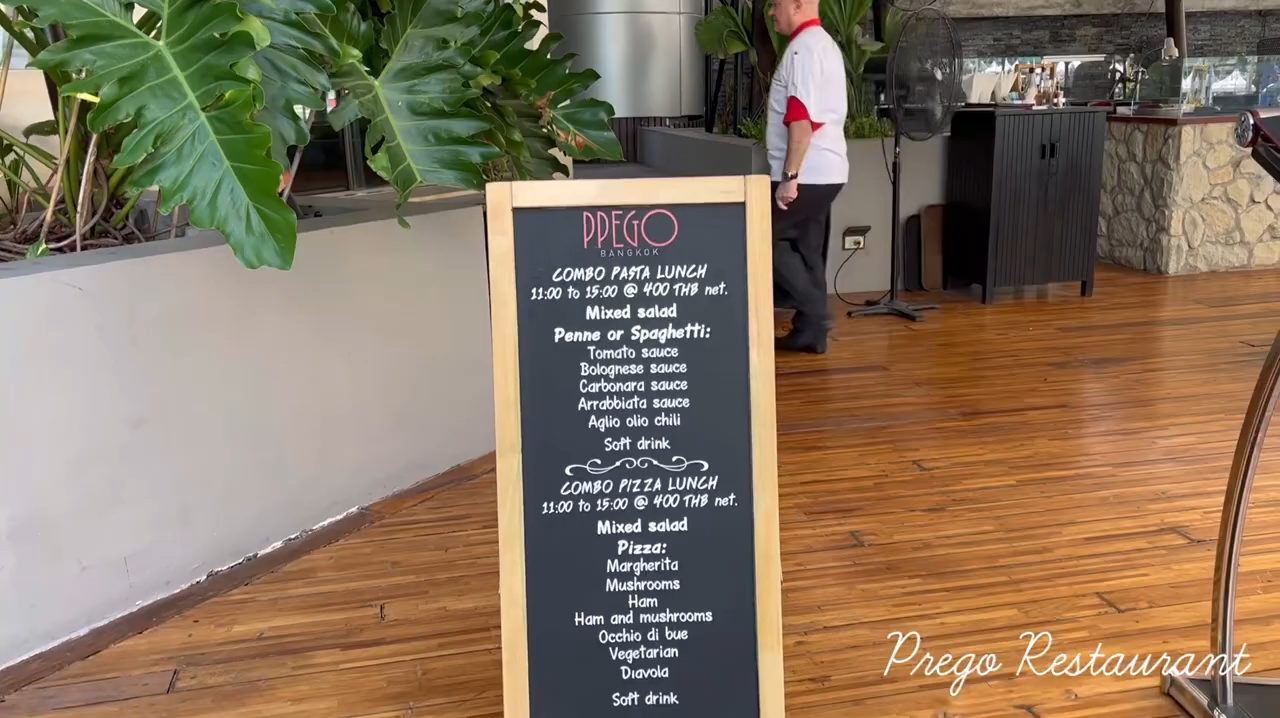 PPEGO
BANGKOK
COMBO PASTA LUNCH
11:00 to 15:00 @ 400 THB net.
Mixed salad
Penne or Spaghetti:
Tomato sauce
Bolognese sauce
Carbonara sauce
Arrabbiata sauce
Aglio olio chili
Soft drink
COMBO PIZZA LUNCH
11:00 to 15:00 @ 400 THB net.
Mixed salad
Pizza:
Margherita
Mushrooms
Ham
Ham and mushrooms
Occhio di bue
Vegetarian
Diavola
Soft drink
Prego Restaurant